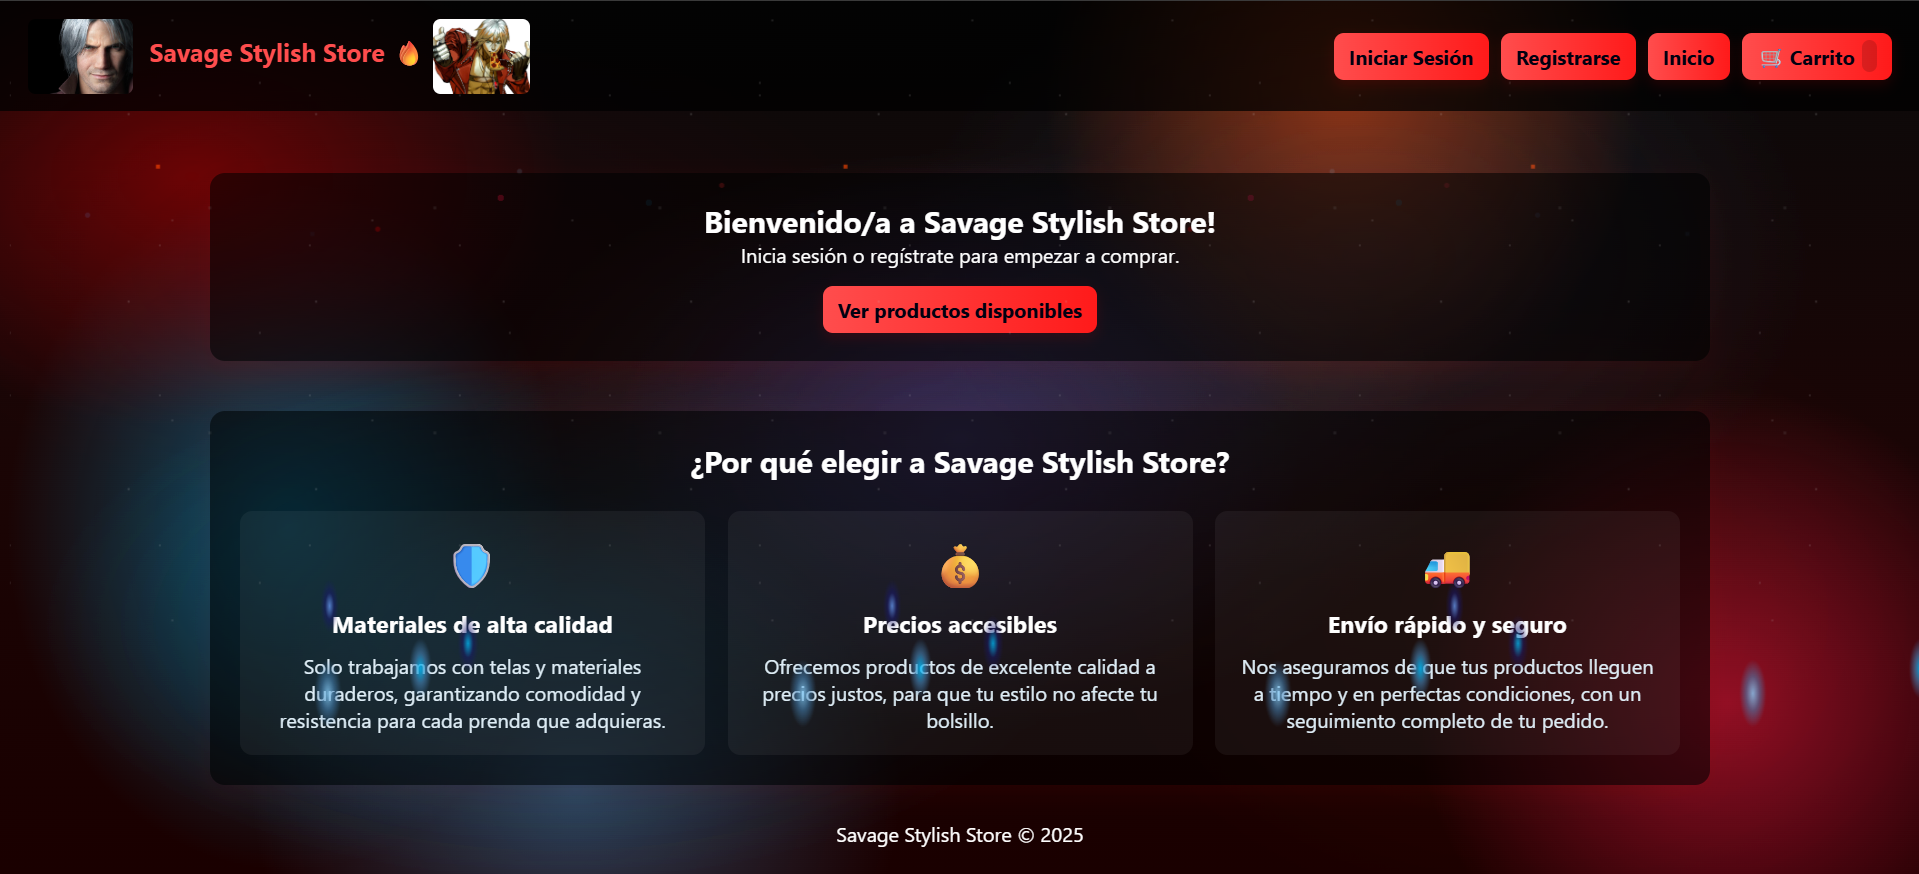 Savage Stylish Store 🔥
Iniciar Sesión
Registrarse
Inicio
🛒 Carrito
Bienvenido/a a Savage Stylish Store!
Inicia sesión o regístrate para empezar a comprar.
Ver productos disponibles
¿Por qué elegir a Savage Stylish Store?
Materiales de alta calidad
Solo trabajamos con telas y materiales
duraderos, garantizando comodidad y
resistencia para cada prenda que adquieras.
Precios accesibles
Ofrecemos productos de excelente calidad a
precios justos, para que tu estilo no afecte tu
bolsillo.
Envío rápido y seguro
Nos aseguramos de que tus productos lleguen
a tiempo y en perfectas condiciones, con un
seguimiento completo de tu pedido.
Savage Stylish Store © 2025